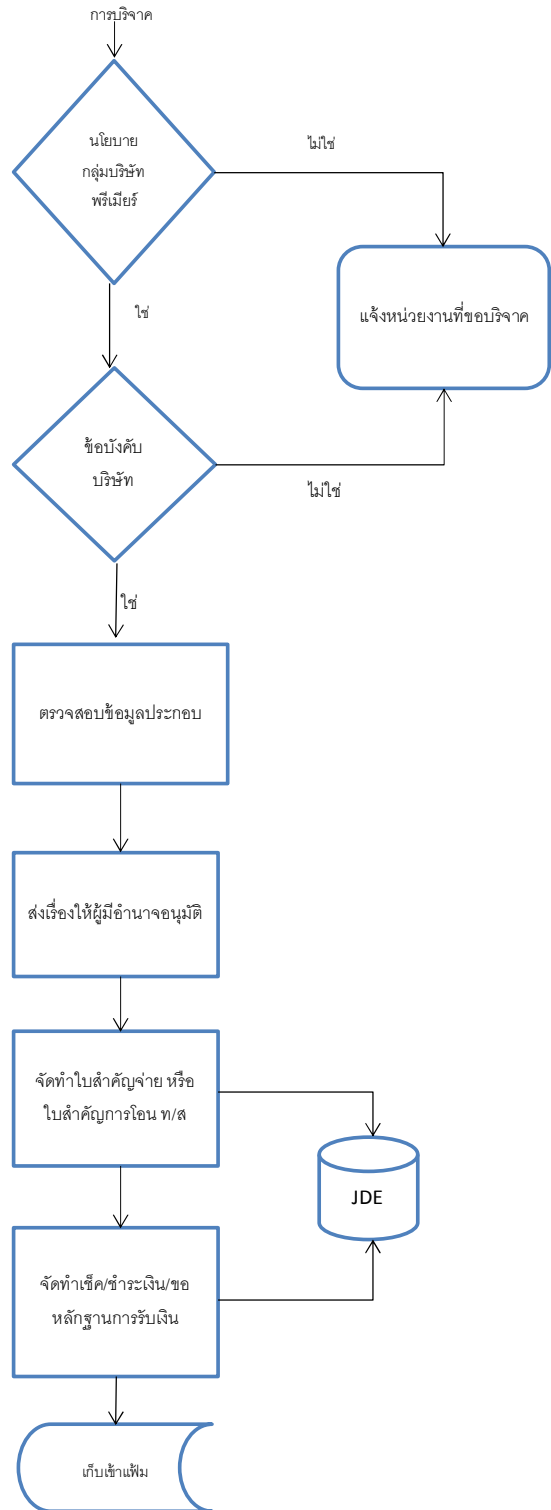 การบริจาค
นโยบาย
กลุ่มบริษัท
พรีเมียร์
ไม่ใช่
แจ้งหน่วยงานที่ขอบริจาค
ใช่
ข้อบังคับ
บริษัท
ไม่ใช่
ใช่
ตรวจสอบข้อมูลประกอบ
ส่งเรื่องให้ผู้มีอำนาจอนุมัติ
จัดทำใบสำคัญจ่าย หรือ
ใบสำคัญการโอน ท/ส
JDE
จัดทำเช็ค/ชำระเงิน/ขอ
หลักฐานการรับเงิน
เก็บเข้าแฟ้ม